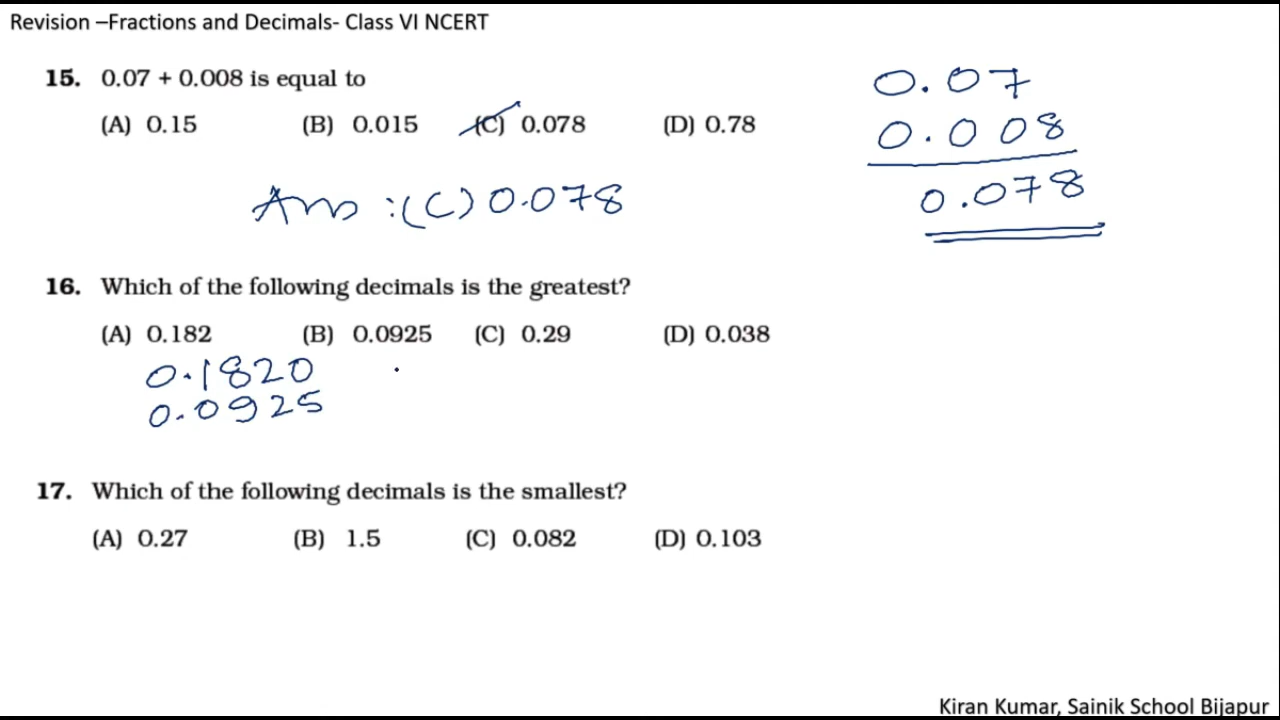 Revision –Fractions and Decimals- Class VI NCERT
15. 0.07 + 0.008 is equal to
(A) 0.15 (B) 0.015 (C) 0.078 (D) 0.78
0.07
0.008
0.078
Ans :(C) 0.078
16. Which of the following decimals is the greatest?
(A) 0.182 (B) 0.0925 (C) 0.29 (D) 0.038
0.1820
0.0925
17. Which of the following decimals is the smallest?
(A) 0.27 (B) 1.5 (C) 0.082 (D) 0.103
Kiran Kumar, Sainik School Bijapur